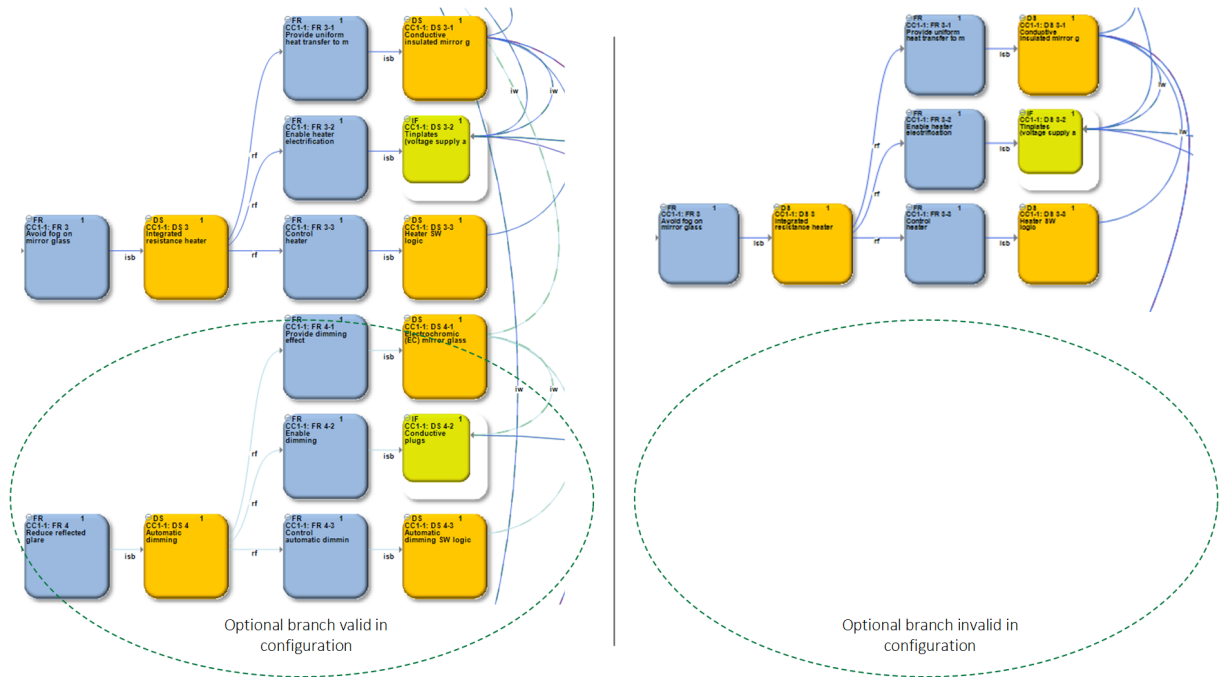 FR 1
CC1-1: FR 3-1
Provide uniform
heat transfer to m
DS 1
CC1-1: DS 3-1
Conductive
insulated mirror g
isb
iw
iw
FR 1
CC1-1: FR 3-2
Enable heater
electrification
IF 1
CC1-1: DS 3-2
Tinplates
(voltage supply a
isb
rf
rf
FR 1
CC1-1: FR 3
Avoid fog on
mirror glass
isb
DS 1
CC1-1: DS 3
Integrated
resistance heater
rf
FR 1
CC1-1: FR 3-3
Control
heater
isb
DS 1
CC1-1: DS 3-3
Heater SW
logic
FR 1
CC1-1: FR 4-1
Provide dimming
effect
isb
DS 1
CC1-1: DS 4-1
Electrochromic
(EC) mirror glass
iw
iw
FR 1
CC1-1: FR 4-2
Enable
dimming
isb
IF 1
CC1-1: DS 4-2
Conductive
plugs
rf
rf
FR 1
CC1-1: FR 4
Reduce reflected
glare
isb
DS 1
CC1-1: DS 4
Automatic
dimming
rf
FR 1
CC1-1: FR 4-3
Control
automatic dimmin
isb
DS 1
CC1-1: DS 4-3
Automatic
dimming SW logic
Optional branch valid in
configuration
FR 1
CC1-1: FR 3-1
Provide uniform
heat transfer to m
isb
DS 1
CC1-1: DS 3-1
Conductive
insulated mirror g
iw
iw
FR 1
CC1-1: FR 3-2
Enable heater
electrification
isb
IF 1
CC1-1: DS 3-2
Tinplates
(voltage supply a
rf
rf
FR 1
CC1-1: FR 3
Avoid fog on
mirror glass
isb
DS 1
CC1-1: DS 3
Integrated
resistance heater
rf
FR 1
CC1-1: FR 3-3
Control
heater
isb
DS 1
CC1-1: DS 3-3
Heater SW
logic
Optional branch invalid in
configuration